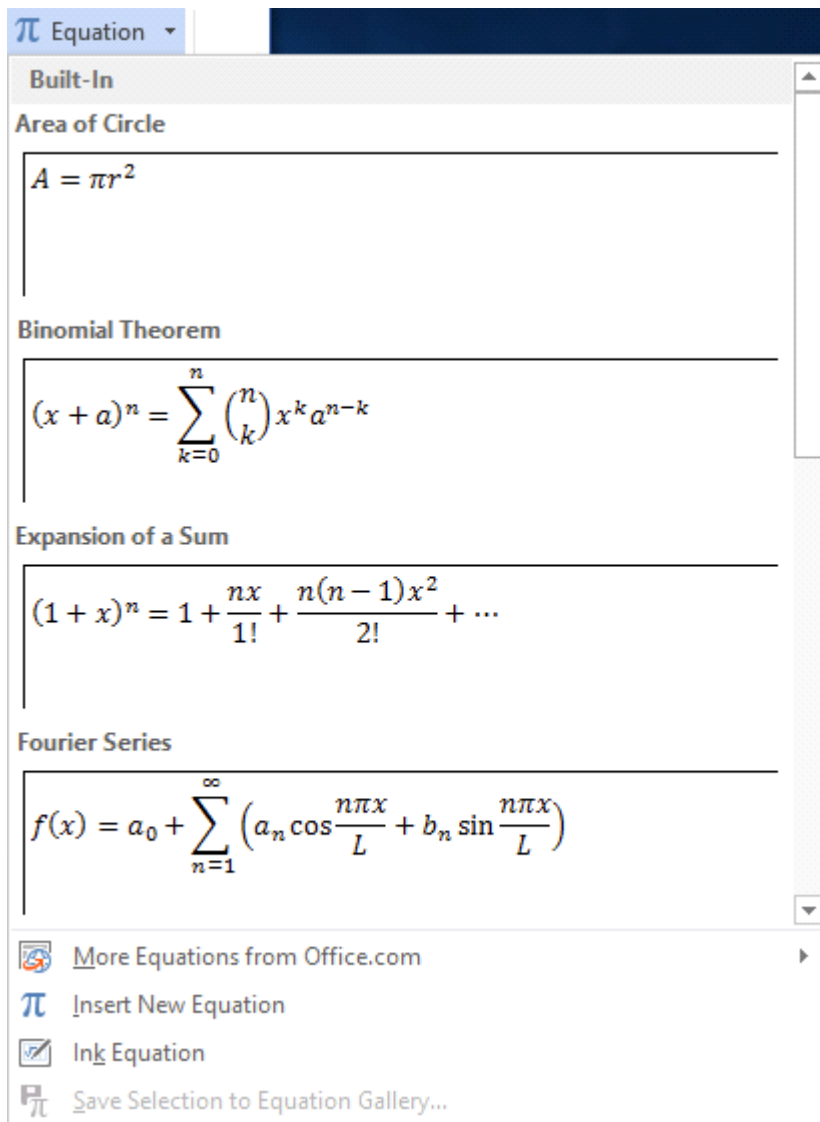 π Equation
Built-In
Area of Circle
A = πr²
Binomial Theorem
(x + a)ⁿ = ∑_{k=0}^{n} (n k) xᵏaⁿ⁻ᵏ
Expansion of a Sum
(1 + x)ⁿ = 1 + nx/1! + n(n − 1)x²/2! + ⋯
Fourier Series
f(x) = a₀ + ∑_{n=1}^{∞} (aₙ cos nπx/L + bₙ sin nπx/L)
More Equations from Office.com
π Insert New Equation
Ink Equation
π Save Selection to Equation Gallery...